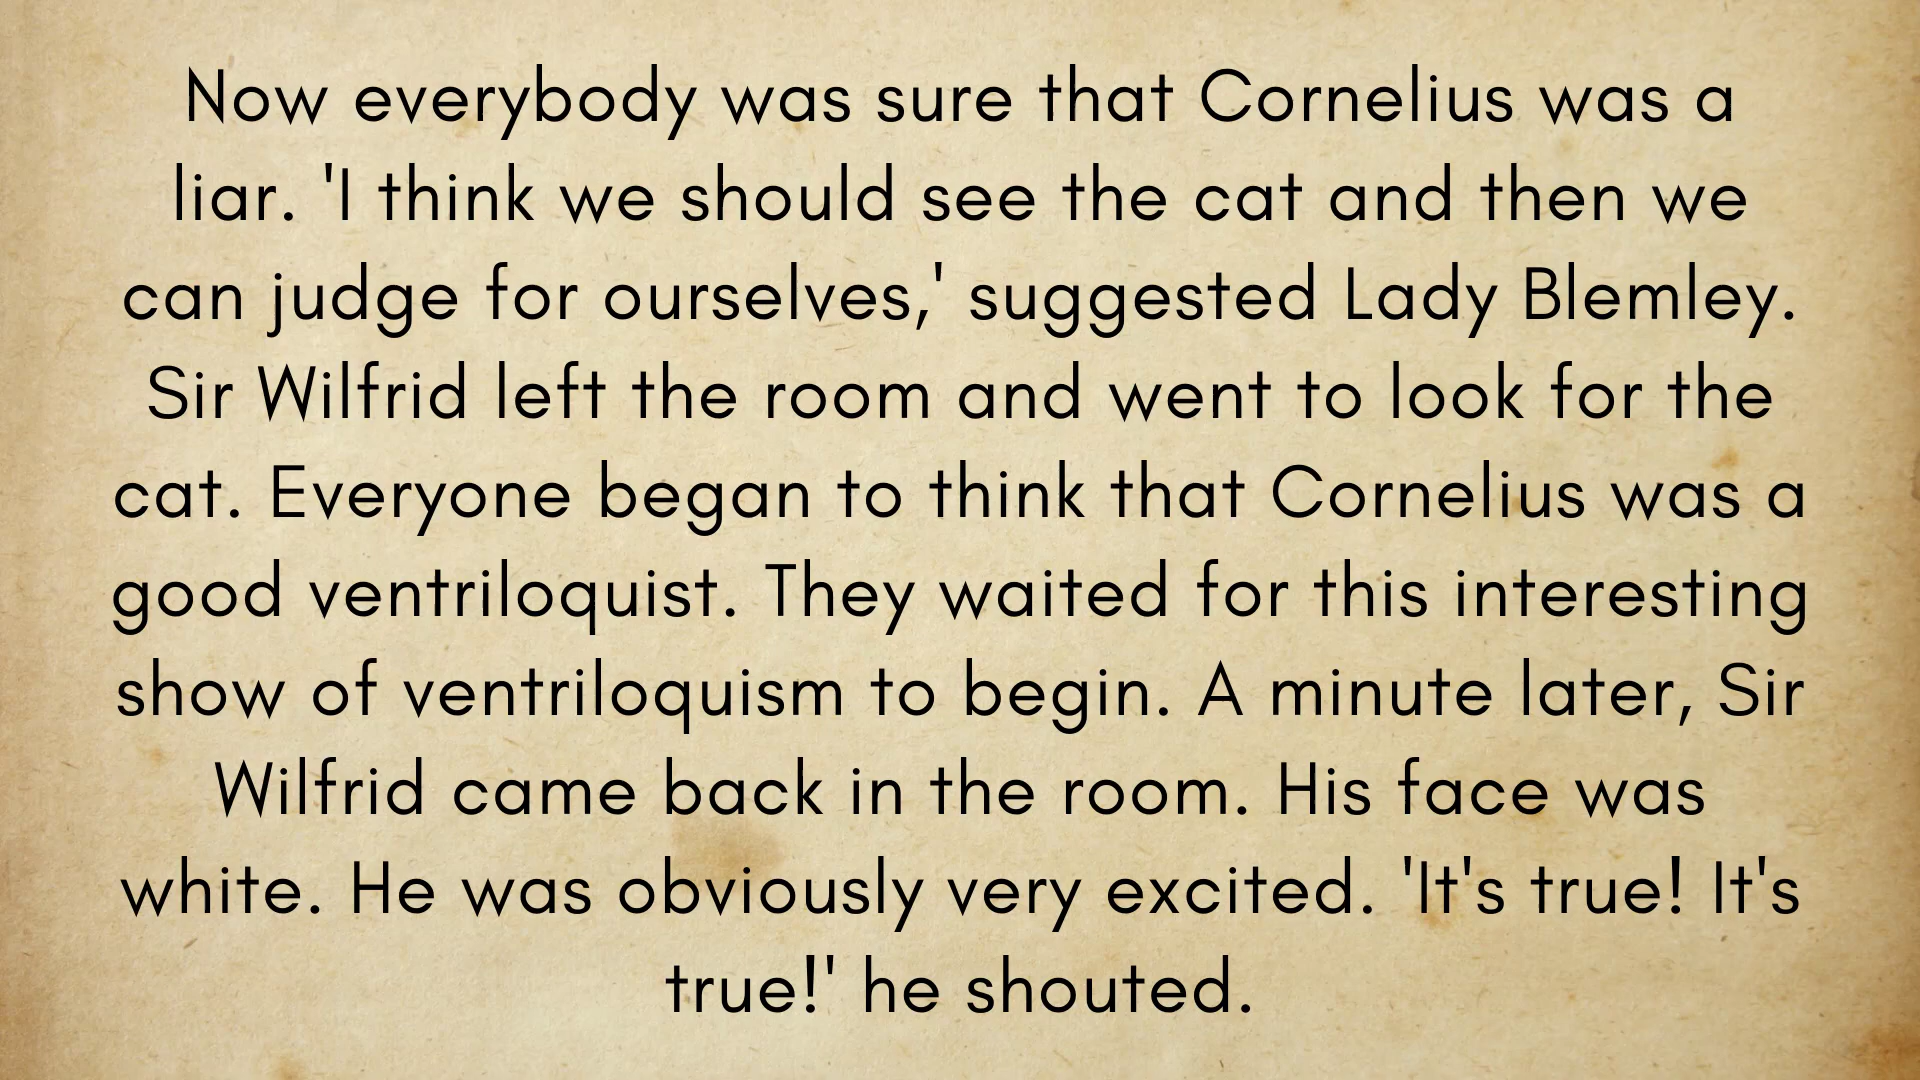 Now everybody was sure that Cornelius was a
liar. 'I think we should see the cat and then we
can judge for ourselves,' suggested Lady Blemley.
Sir Wilfrid left the room and went to look for the
cat. Everyone began to think that Cornelius was a
good ventriloquist. They waited for this interesting
show of ventriloquism to begin. A minute later, Sir
Wilfrid came back in the room. His face was
white. He was obviously very excited. 'It's true! It's
true!' he shouted.